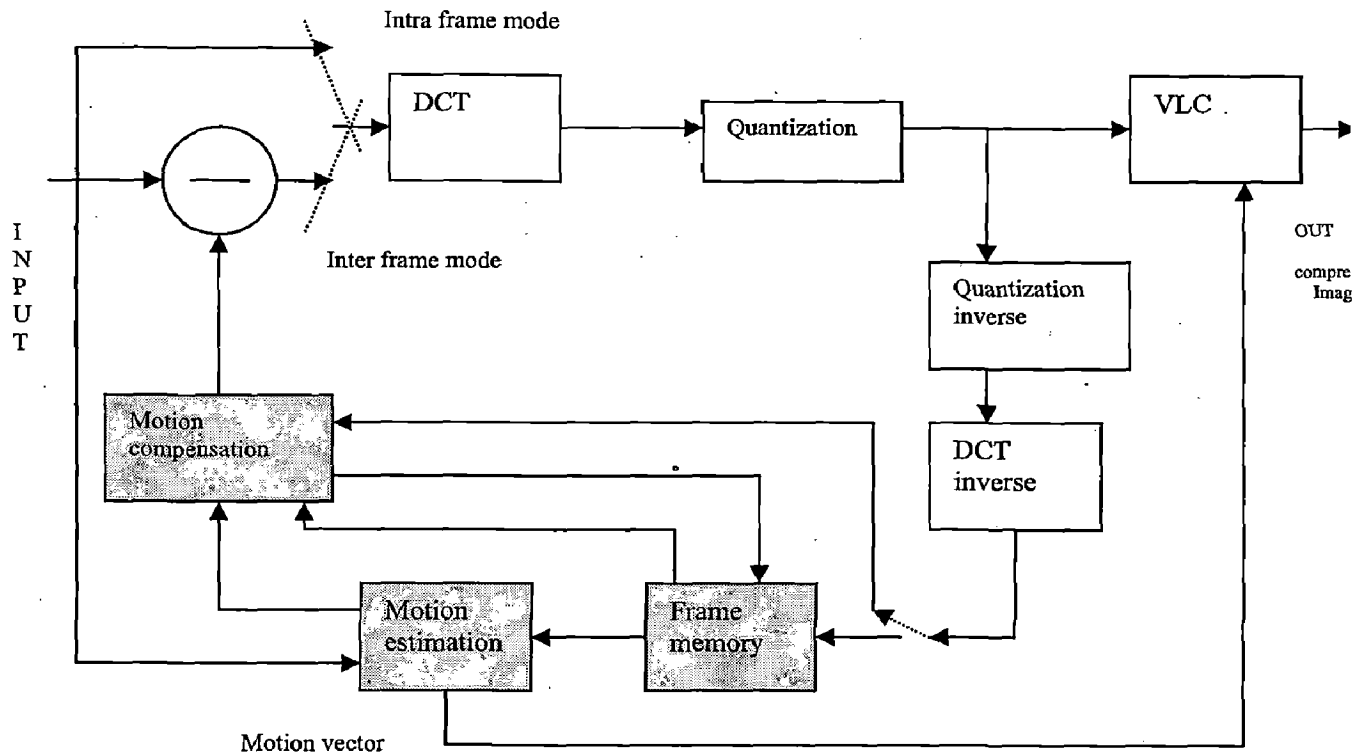 Intra frame mode
DCT
Quantization
VLC
I
N
P
U
T
Inter frame mode
OUT
compre
Imag
Quantization
inverse
Motion
compensation
DCT
inverse
Motion
estimation
Frame
memory
Motion vector